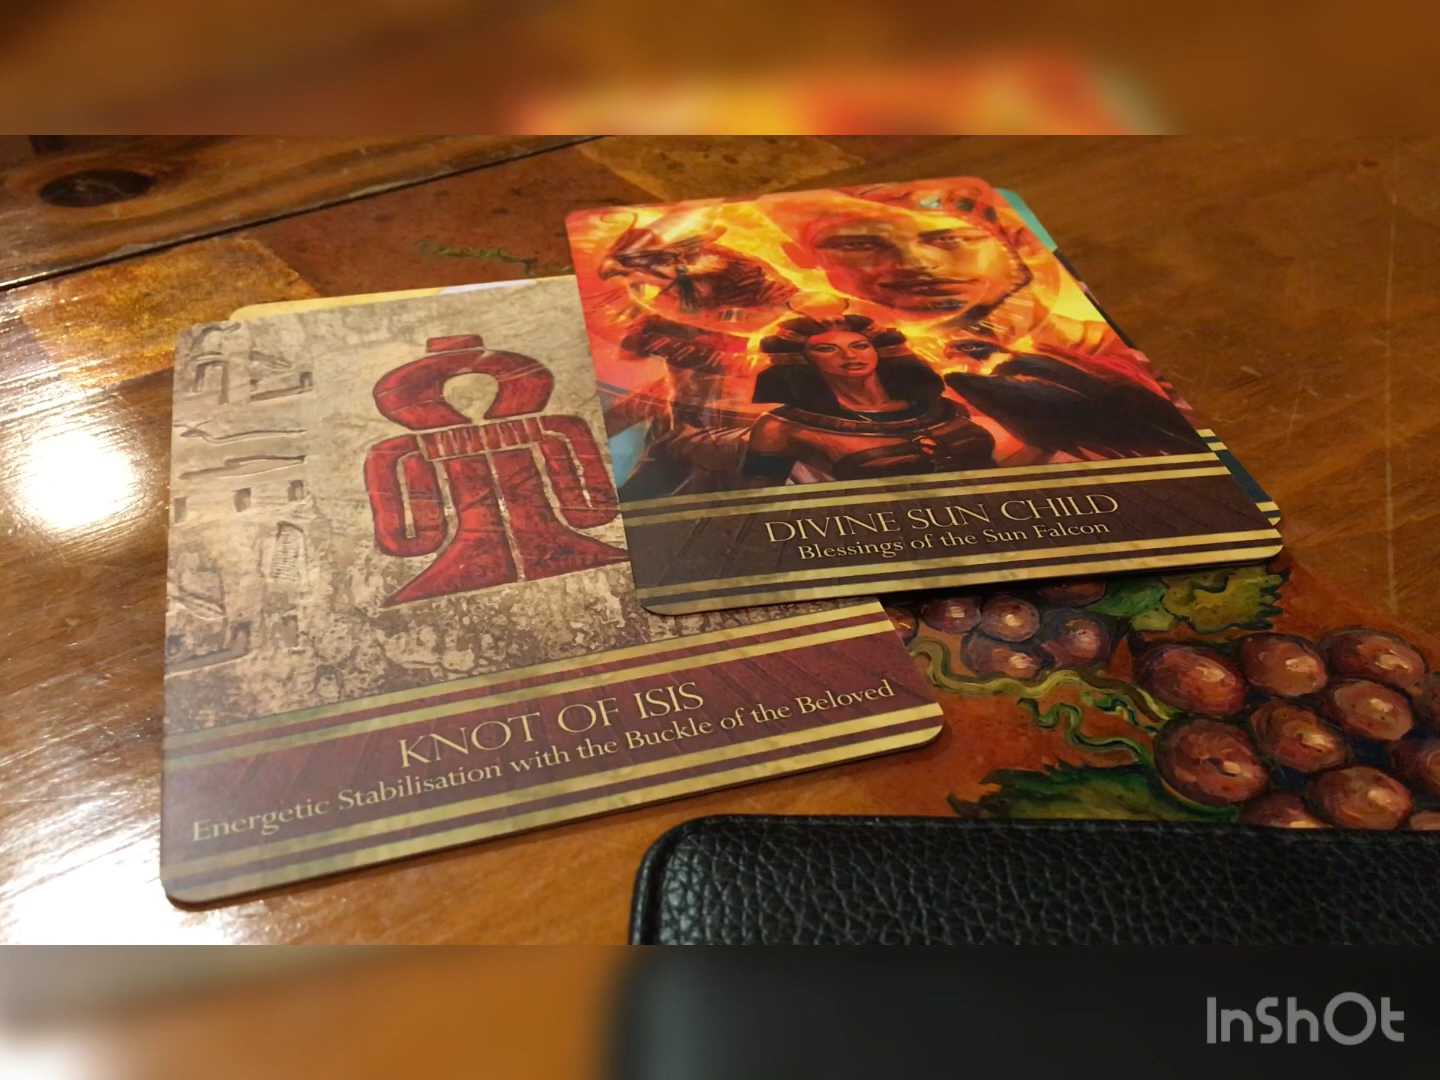 DIVINE SUN CHILD
Blessings of the Sun Falcon
KNOT OF ISIS
Energetic Stabilisation with the Buckle of the Beloved
InShOt